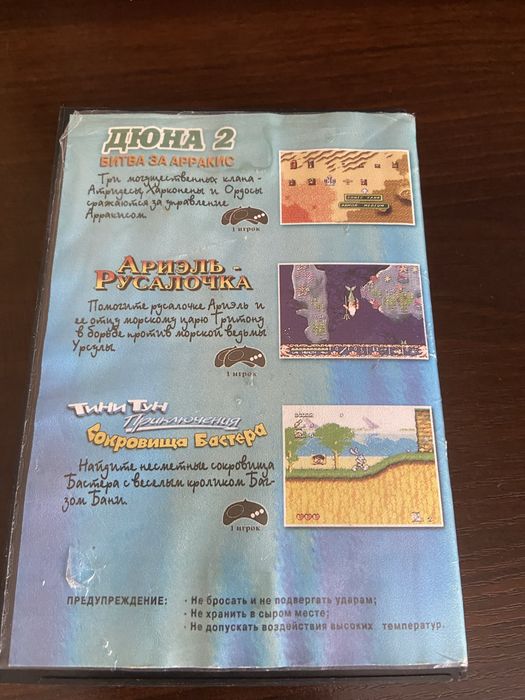 ДЮНА 2
БИТВА ЗА АРРАКИС
Три могущественных клана -
Атридесы, Харконены и Ордосы
сражаются за управление
Арракисом.
1 игрок
АРИЭЛЬ -
РУСАЛОЧКА
Помогите русалочке Ариэль и
ее отцу морскому царю Тритону
в борьбе против морской ведьмы
Урсулы.
1 игрок
ТИНИ ТУН
Приключения
Сокровища Бастера
Найдите несметные сокровища
Бастера с веселым кроликом Баг-
зом Бани.
1 игрок
ПРЕДУПРЕЖДЕНИЕ: · Не бросать и не подвергать ударам;
· Не хранить в сыром месте;
· Не допускать воздействия высоких температур.